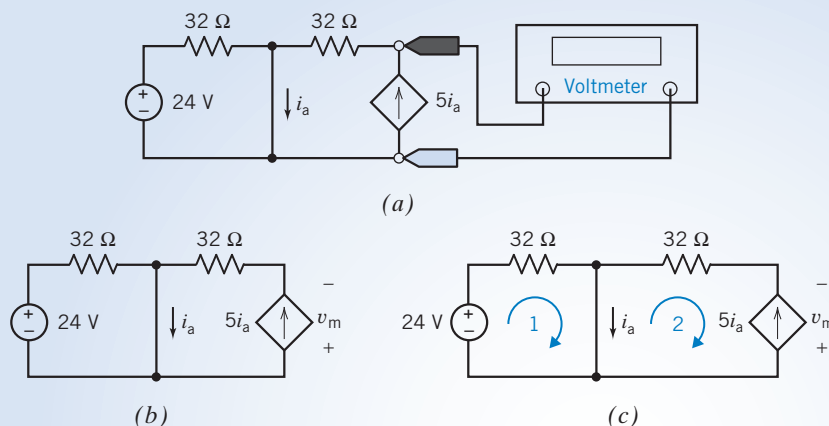 32 Ω 32 Ω
+
−
24 V
i_a
5i_a
Voltmeter
(a)
32 Ω 32 Ω
+
−
24 V
i_a
5i_a
−
v_m
+
(b)
32 Ω 32 Ω
24 V
+
−
1
i_a
2
5i_a
−
v_m
+
(c)